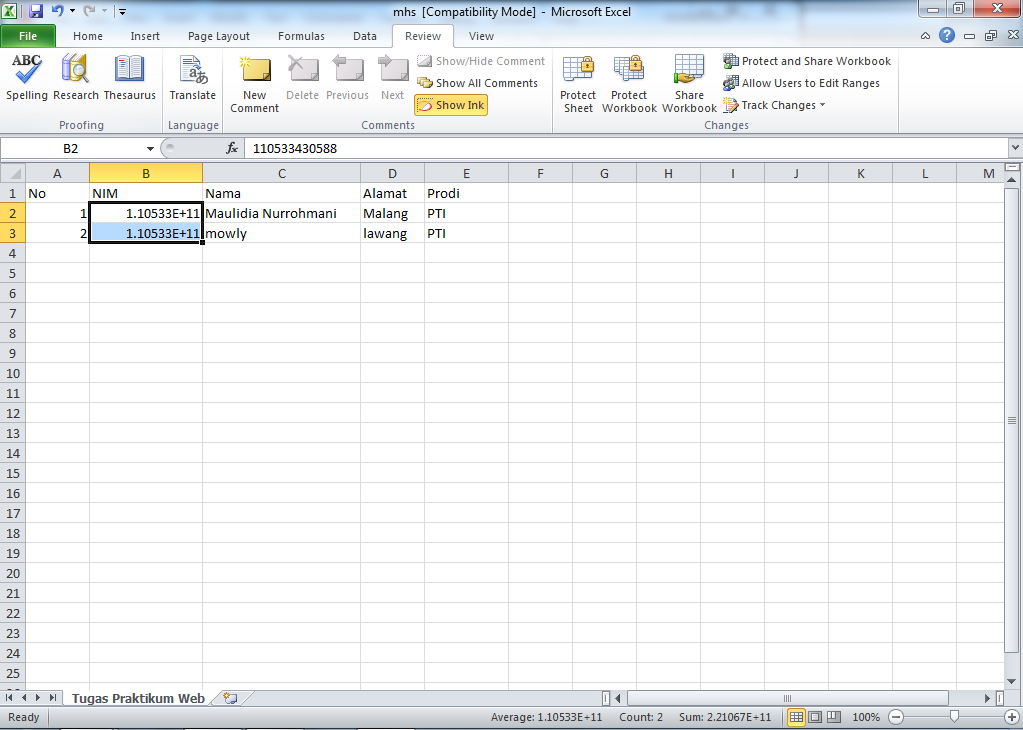 mhs [Compatibility Mode] - Microsoft Excel
File Home Insert Page Layout Formulas Data Review View
ABC
Spelling Research Thesaurus
Proofing
Translate
Language
New Comment Delete Previous Next
Show/Hide Comment
Show All Comments
Show Ink
Comments
Protect Sheet Protect Workbook Share Workbook
Protect and Share Workbook
Allow Users to Edit Ranges
Track Changes
Changes
B2 fx 110533430588
A B C D E F G H I J K L M
1 No NIM Nama Alamat Prodi
2 1 1.10533E+11 Maulidia Nurrohmani Malang PTI
3 2 1.10533E+11 mowly lawang PTI
4
5
6
7
8
9
10
11
12
13
14
15
16
17
18
19
20
21
22
23
24
25
Tugas Praktikum Web
Ready Average: 1.10533E+11 Count: 2 Sum: 2.21067E+11 100%